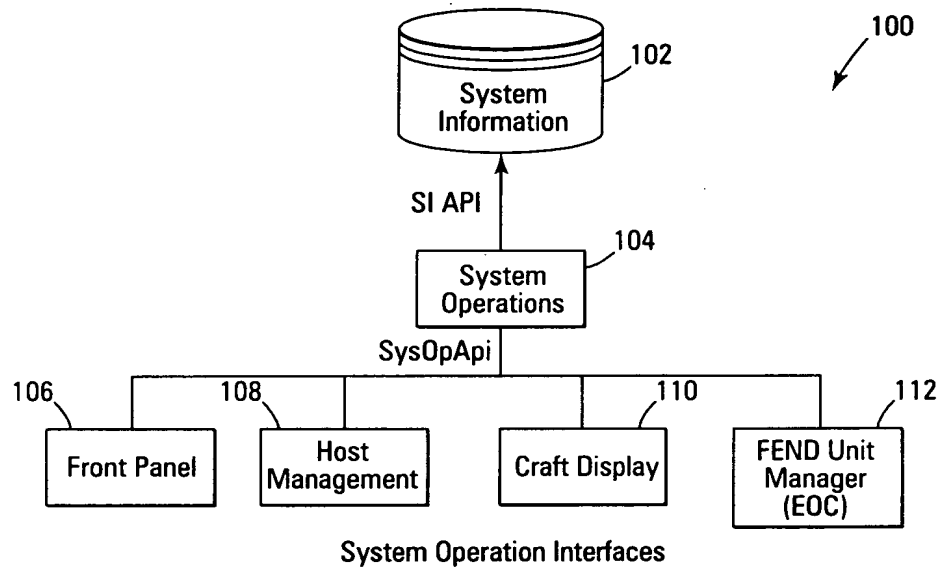 100
102
System
Information
SI API
104
System
Operations
SysOpApi
106
108
110
112
Front Panel
Host
Management
Craft Display
FEND Unit
Manager
(EOC)
System Operation Interfaces